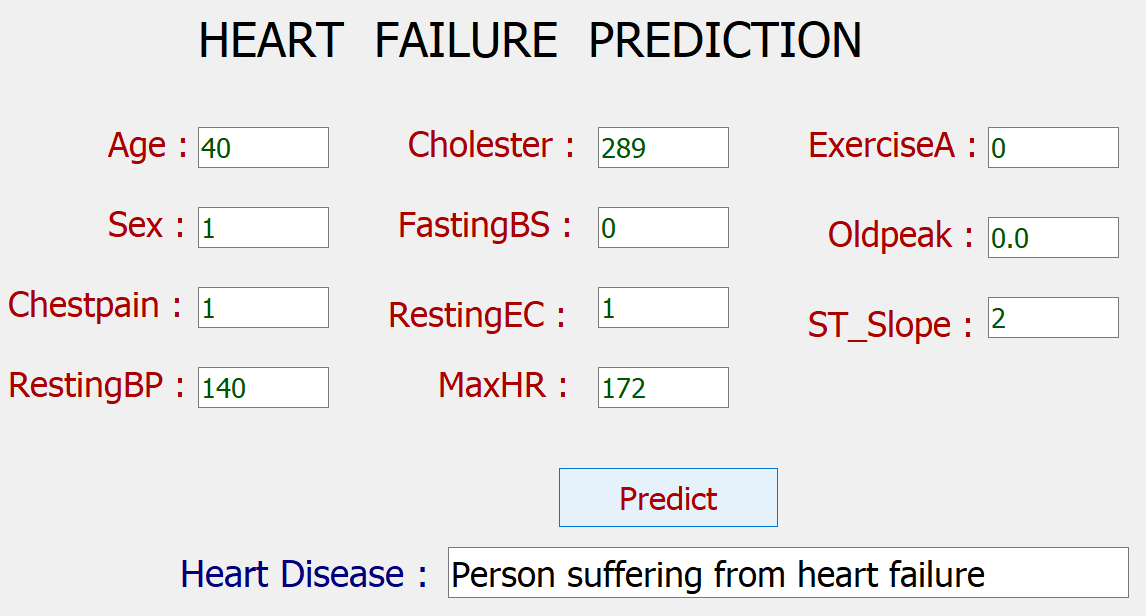 HEART FAILURE PREDICTION
Age : 40 Cholester : 289 ExerciseA : 0
Sex : 1 FastingBS : 0 Oldpeak : 0.0
Chestpain : 1 RestingEC : 1 ST_Slope : 2
RestingBP : 140 MaxHR : 172
Predict
Heart Disease : Person suffering from heart failure